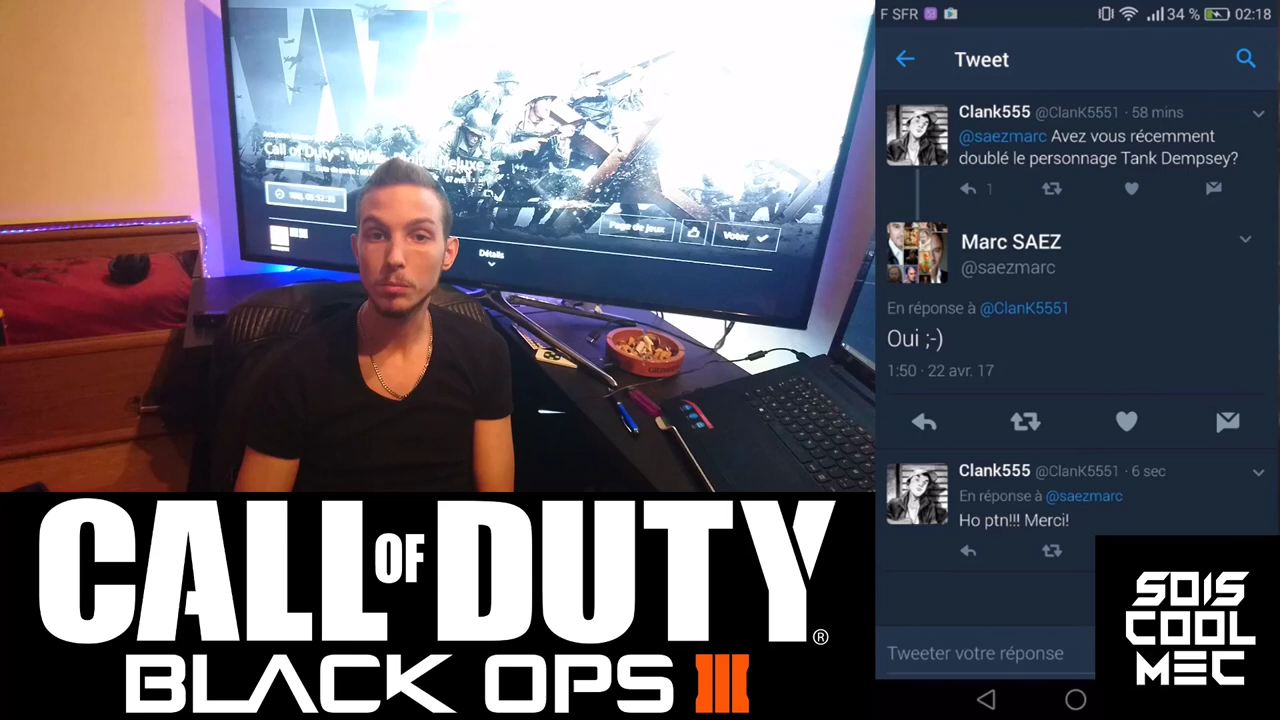 Call of Duty®: WWII - Digital Deluxe
Page de jeux
Voter
Détails
CALL OF DUTY®
BLACK OPS III
F SFR
34 %
02:18
Tweet
Clank555 @ClanK5551 · 58 mins
@saezmarc Avez vous récemment
doublé le personnage Tank Dempsey?
1
Marc SAEZ
@saezmarc
En réponse à @ClanK5551
Oui ;-)
1:50 · 22 avr. 17
Clank555 @ClanK5551 · 6 sec
En réponse à @saezmarc
Ho ptn!!! Merci!
Tweeter votre réponse
SOIS
COOL
MEC